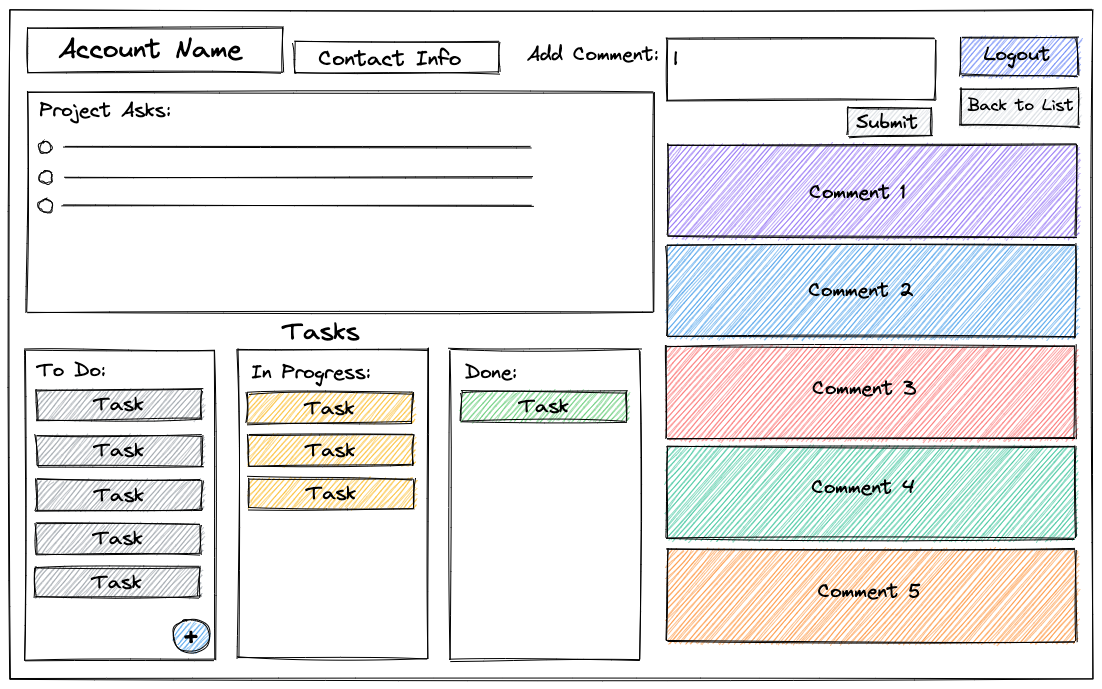 Account Name
Contact Info
Add Comment:
Logout
Back to List
Submit
Project Asks:
Tasks
To Do:
Task
Task
Task
Task
Task
+
In Progress:
Task
Task
Task
Done:
Task
Comment 1
Comment 2
Comment 3
Comment 4
Comment 5